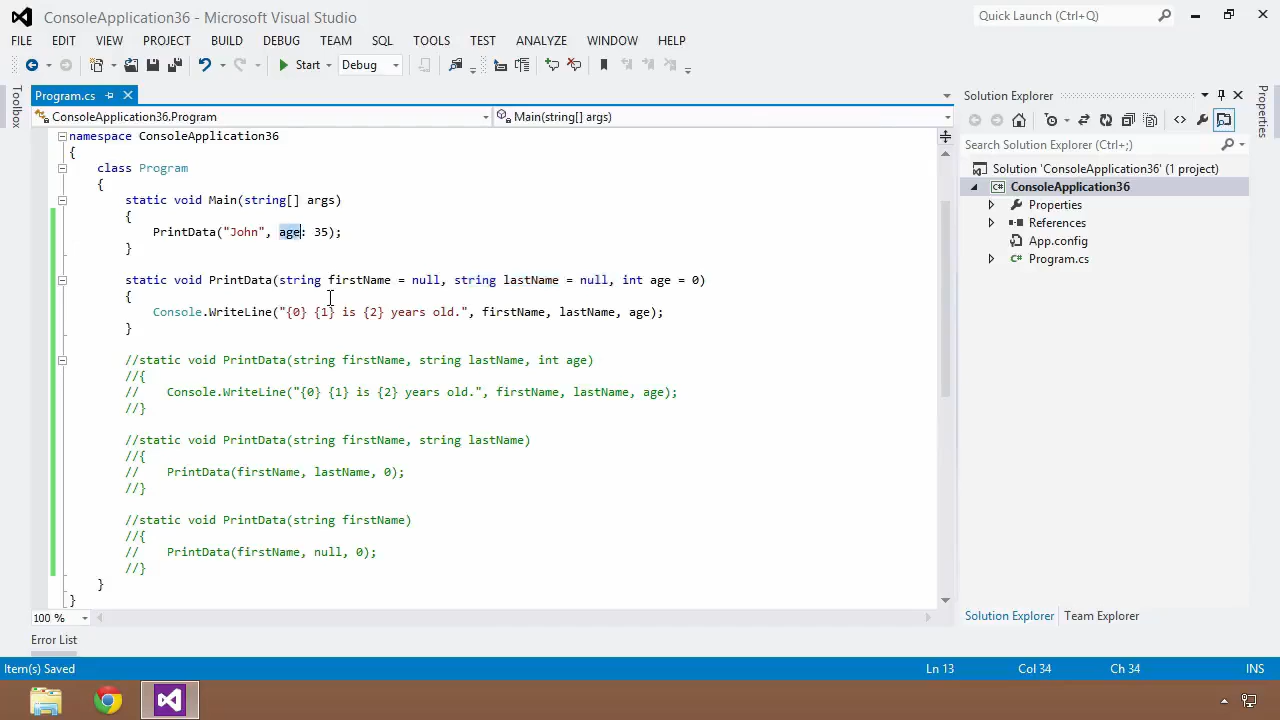 ConsoleApplication36 - Microsoft Visual Studio
Quick Launch (Ctrl+Q)
FILE EDIT VIEW PROJECT BUILD DEBUG TEAM SQL TOOLS TEST ANALYZE WINDOW HELP
Start Debug
Toolbox
Program.cs
ConsoleApplication36.Program
Main(string[] args)
namespace ConsoleApplication36
{
class Program
{
static void Main(string[] args)
{
PrintData("John", age: 35);
}
static void PrintData(string firstName = null, string lastName = null, int age = 0)
{
Console.WriteLine("{0} {1} is {2} years old.", firstName, lastName, age);
}
//static void PrintData(string firstName, string lastName, int age)
//{
// Console.WriteLine("{0} {1} is {2} years old.", firstName, lastName, age);
//}
//static void PrintData(string firstName, string lastName)
//{
// PrintData(firstName, lastName, 0);
//}
//static void PrintData(string firstName)
//{
// PrintData(firstName, null, 0);
//}
}
}
100 %
Solution Explorer
Search Solution Explorer (Ctrl+;)
Solution 'ConsoleApplication36' (1 project)
C# ConsoleApplication36
Properties
References
App.config
C# Program.cs
Solution Explorer Team Explorer
Properties
Error List
Item(s) Saved Ln 13 Col 34 Ch 34 INS